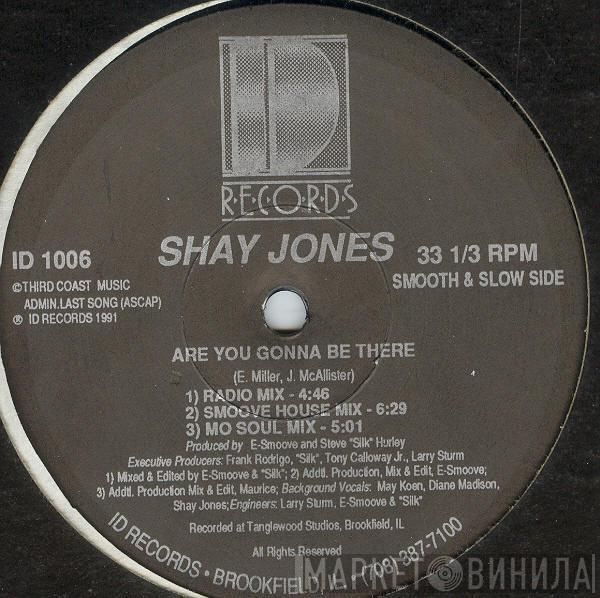 ID
R·E·C·O·R·D·S
ID 1006
SHAY JONES
33 1/3 RPM
©THIRD COAST MUSIC
ADMIN.LAST SONG (ASCAP)
℗ ID RECORDS 1991
SMOOTH & SLOW SIDE
ARE YOU GONNA BE THERE
(E. Miller, J. McAllister)
1) RADIO MIX - 4:46
2) SMOOVE HOUSE MIX - 6:29
3) MO SOUL MIX - 5:01
Produced by E-Smoove and Steve "Silk" Hurley
Executive Producers: Frank Rodrigo, "Silk", Tony Calloway Jr., Larry Sturm
1) Mixed & Edited by E-Smoove & "Silk"; 2) Addtl. Production, Mix & Edit, E-Smoove;
3) Addtl. Production Mix & Edit, Maurice; Background Vocals: May Koen, Diane Madison,
Shay Jones; Engineers: Larry Sturm, E-Smoove & "Silk"
Recorded at Tanglewood Studios, Brookfield, IL
All Rights Reserved
ID RECORDS • BROOKFIELD, IL • (708) 387-7100
МАРКЕТ ВИНИЛА